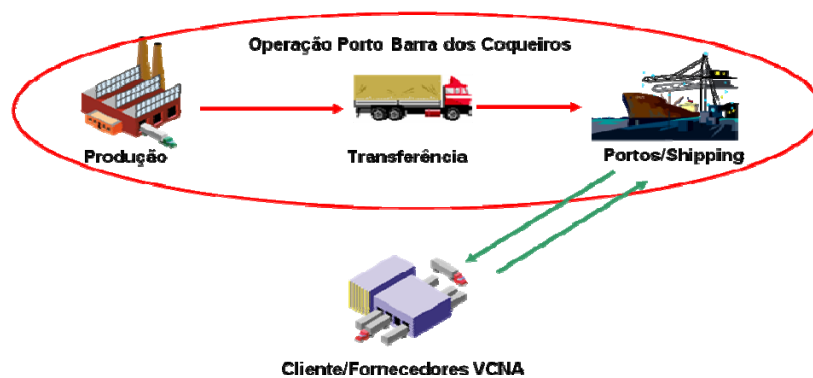 Operação Porto Barra dos Coqueiros
Produção
Transferência
Portos/Shipping
Cliente/Fornecedores VCNA